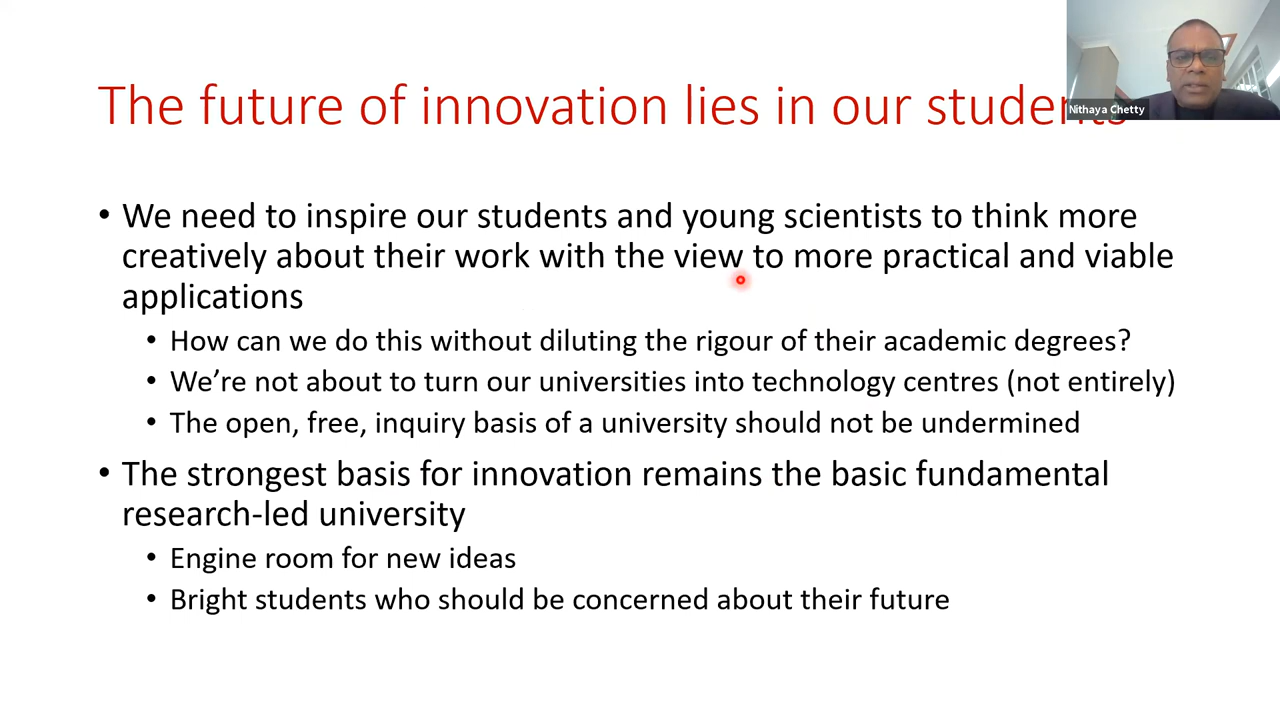 The future of innovation lies in our students
Nithaya Chetty
• We need to inspire our students and young scientists to think more
creatively about their work with the view to more practical and viable
applications
• How can we do this without diluting the rigour of their academic degrees?
• We’re not about to turn our universities into technology centres (not entirely)
• The open, free, inquiry basis of a university should not be undermined
• The strongest basis for innovation remains the basic fundamental
research-led university
• Engine room for new ideas
• Bright students who should be concerned about their future